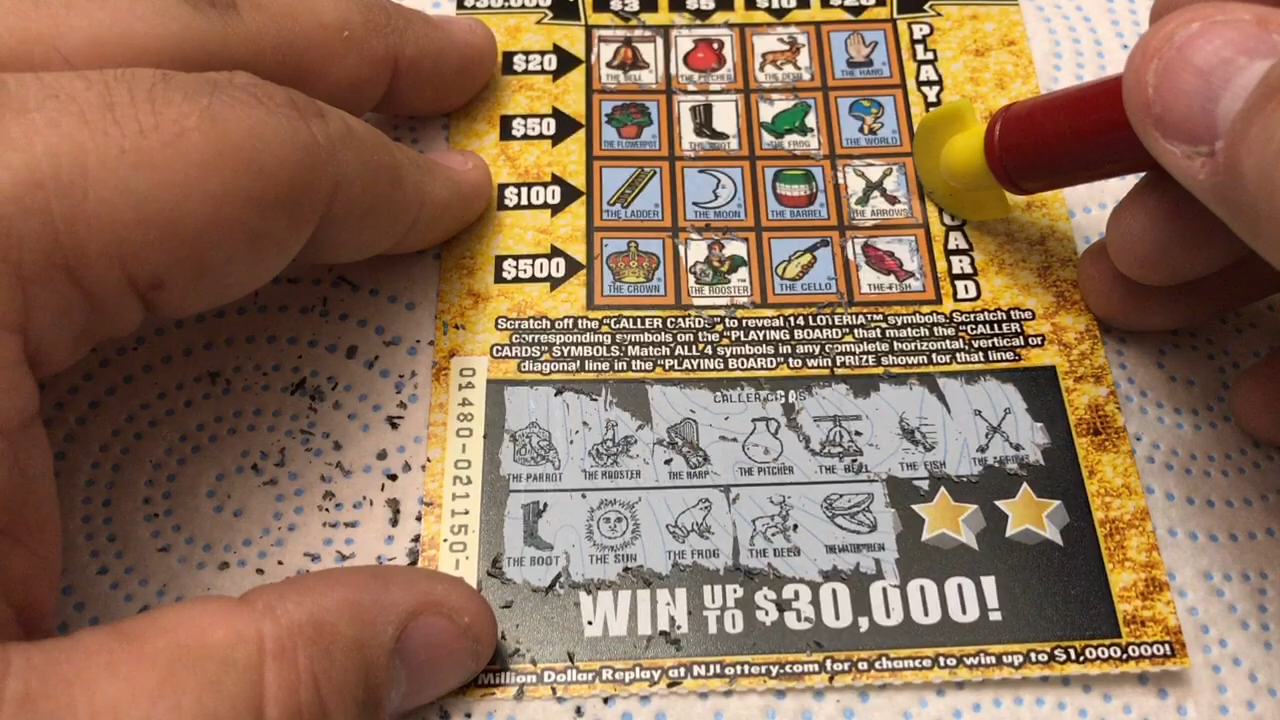 $30,000 $3 $5 $10 $20
$20 THE BELL THE PITCHER THE DEER THE HAND
$50 THE FLOWERPOT THE BOOT THE FROG THE WORLD
$100 THE LADDER THE MOON THE BARREL THE ARROWS
$500 THE CROWN THE ROOSTER™ THE CELLO THE FISH
PLAY
ARD
Scratch off the "CALLER CARDS" to reveal 14 LOTERIA™ symbols. Scratch the
corresponding symbols on the "PLAYING BOARD" that match the "CALLER
CARDS" SYMBOLS. Match ALL 4 symbols in any complete horizontal, vertical or
diagonal line in the "PLAYING BOARD" to win PRIZE shown for that line.
01480-021150-
CALLER CARDS
THE PARROT THE ROOSTER THE HARP THE PITCHER THE BELL THE FISH THE ARROWS
THE BOOT THE SUN THE FROG THE DEER THE WATERMELON
WIN UP TO $30,000!
Million Dollar Replay at NJLottery.com for a chance to win up to $1,000,000!